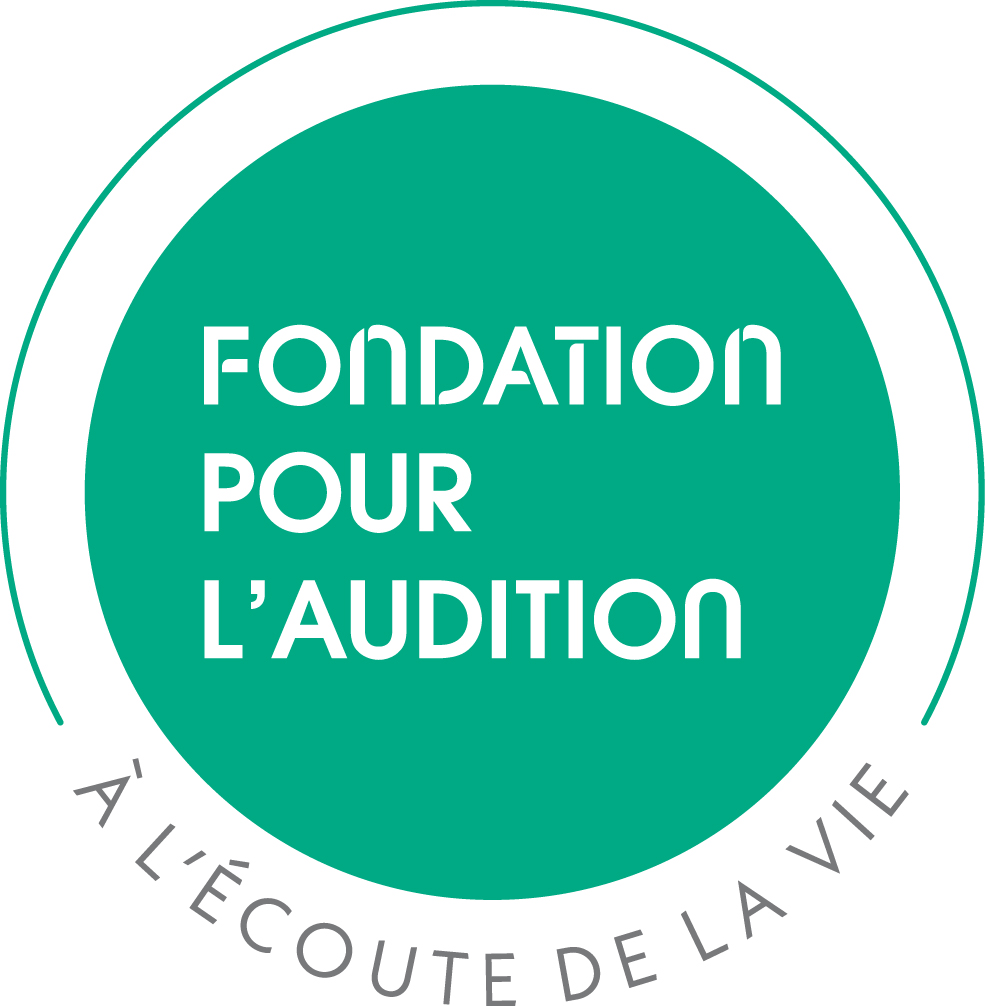 FONDATION
POUR
L'AUDITION
À L'ÉCOUTE DE LA VIE